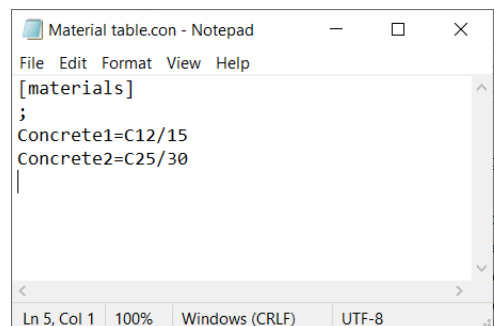 Material table.con - Notepad
File Edit Format View Help
[materials]
;
Concrete1=C12/15
Concrete2=C25/30
Ln 5, Col 1 100% Windows (CRLF) UTF-8